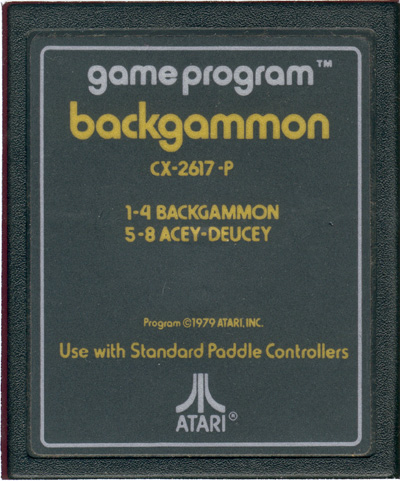 game program™
backgammon
CX-2617-P
1-4 BACKGAMMON
5-8 ACEY-DEUCEY
Program ©1979 ATARI, INC.
Use with Standard Paddle Controllers
ATARI®